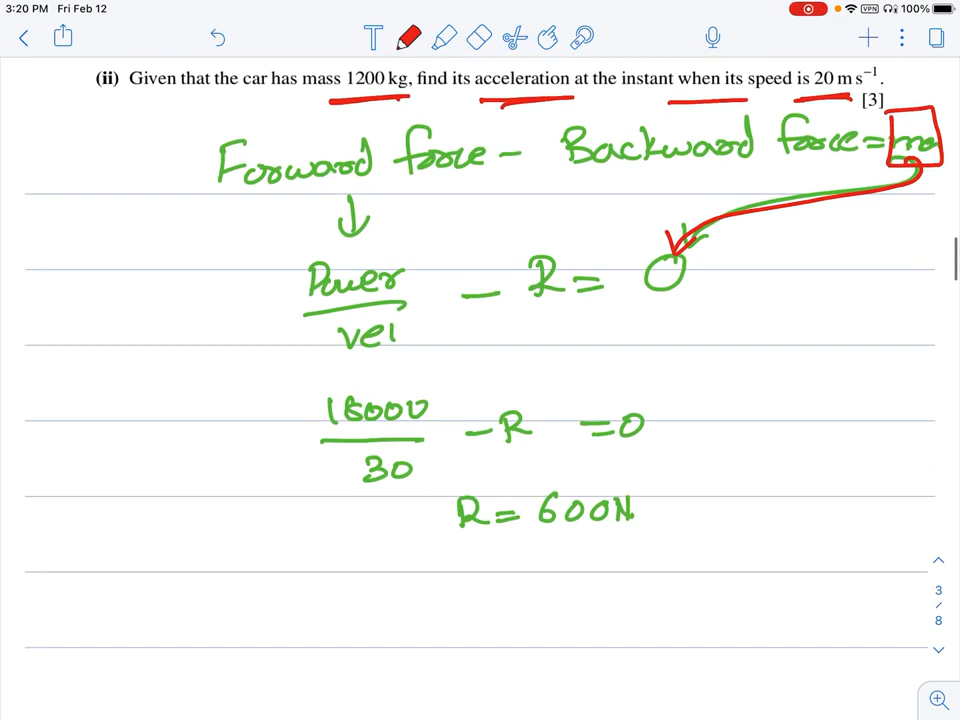 3:20 PM Fri Feb 12
VPN 100%
(ii) Given that the car has mass 1200 kg, find its acceleration at the instant when its speed is 20 m s⁻¹.
[3]
Forward force - Backward force = ma
Power
— - R = 0
vel
18000
— - R = 0
30
R = 600N
3
/
8